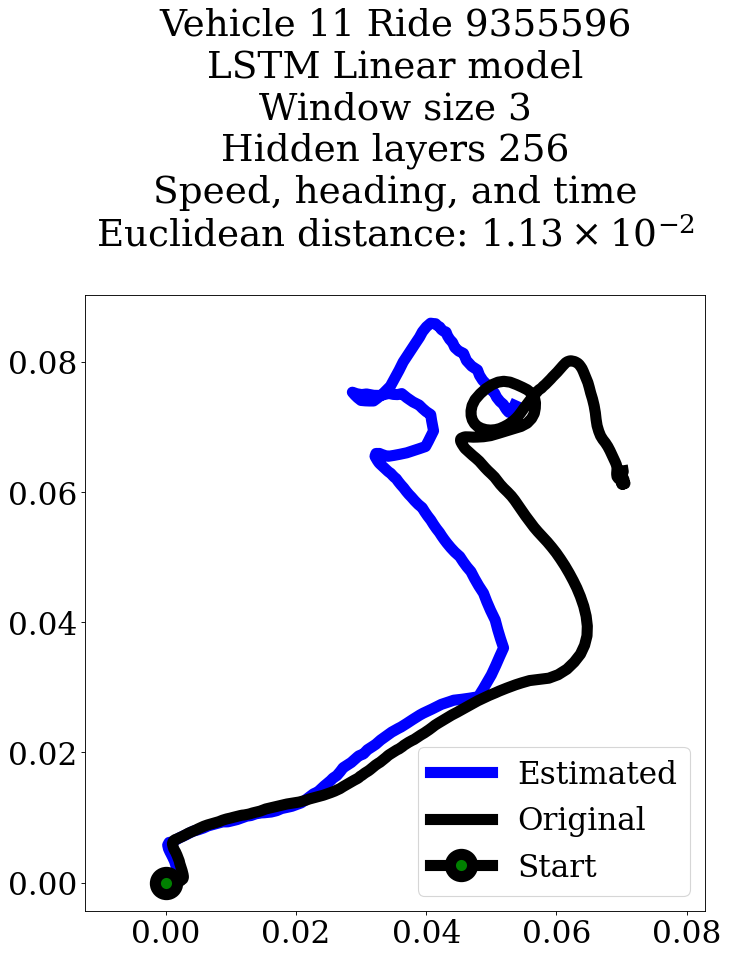 Vehicle 11 Ride 9355596
LSTM Linear model
Window size 3
Hidden layers 256
Speed, heading, and time
Euclidean distance: 1.13 × 10⁻²
0.08
0.06
0.04
0.02
0.00
Estimated
Original
Start
0.00 0.02 0.04 0.06 0.08